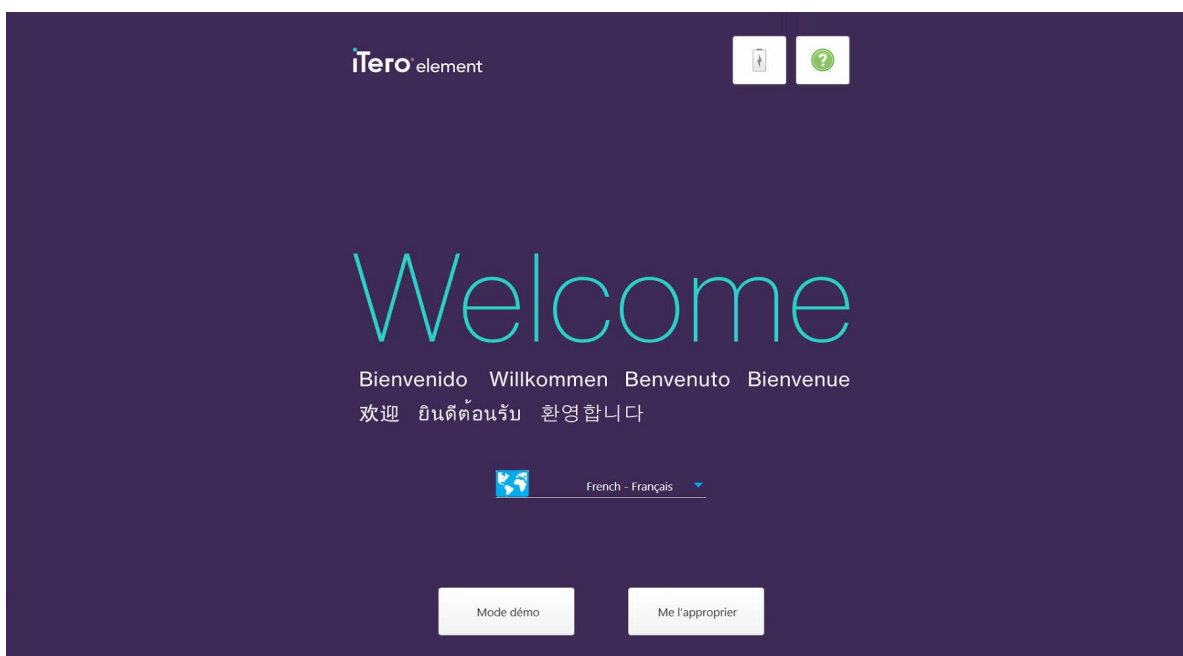 iTero element
Welcome
Bienvenido Willkommen Benvenuto Bienvenue
欢迎 ยินดีต้อนรับ 환영합니다
French - Français
Mode démo Me l'approprier